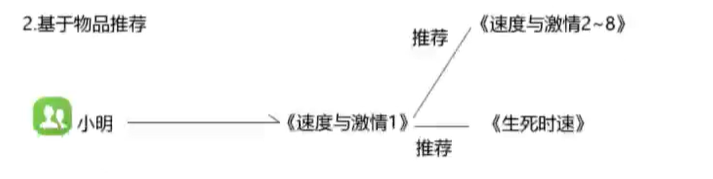 2.基于物品推荐
推荐
《速度与激情2~8》
小明
《速度与激情1》
《生死时速》
推荐